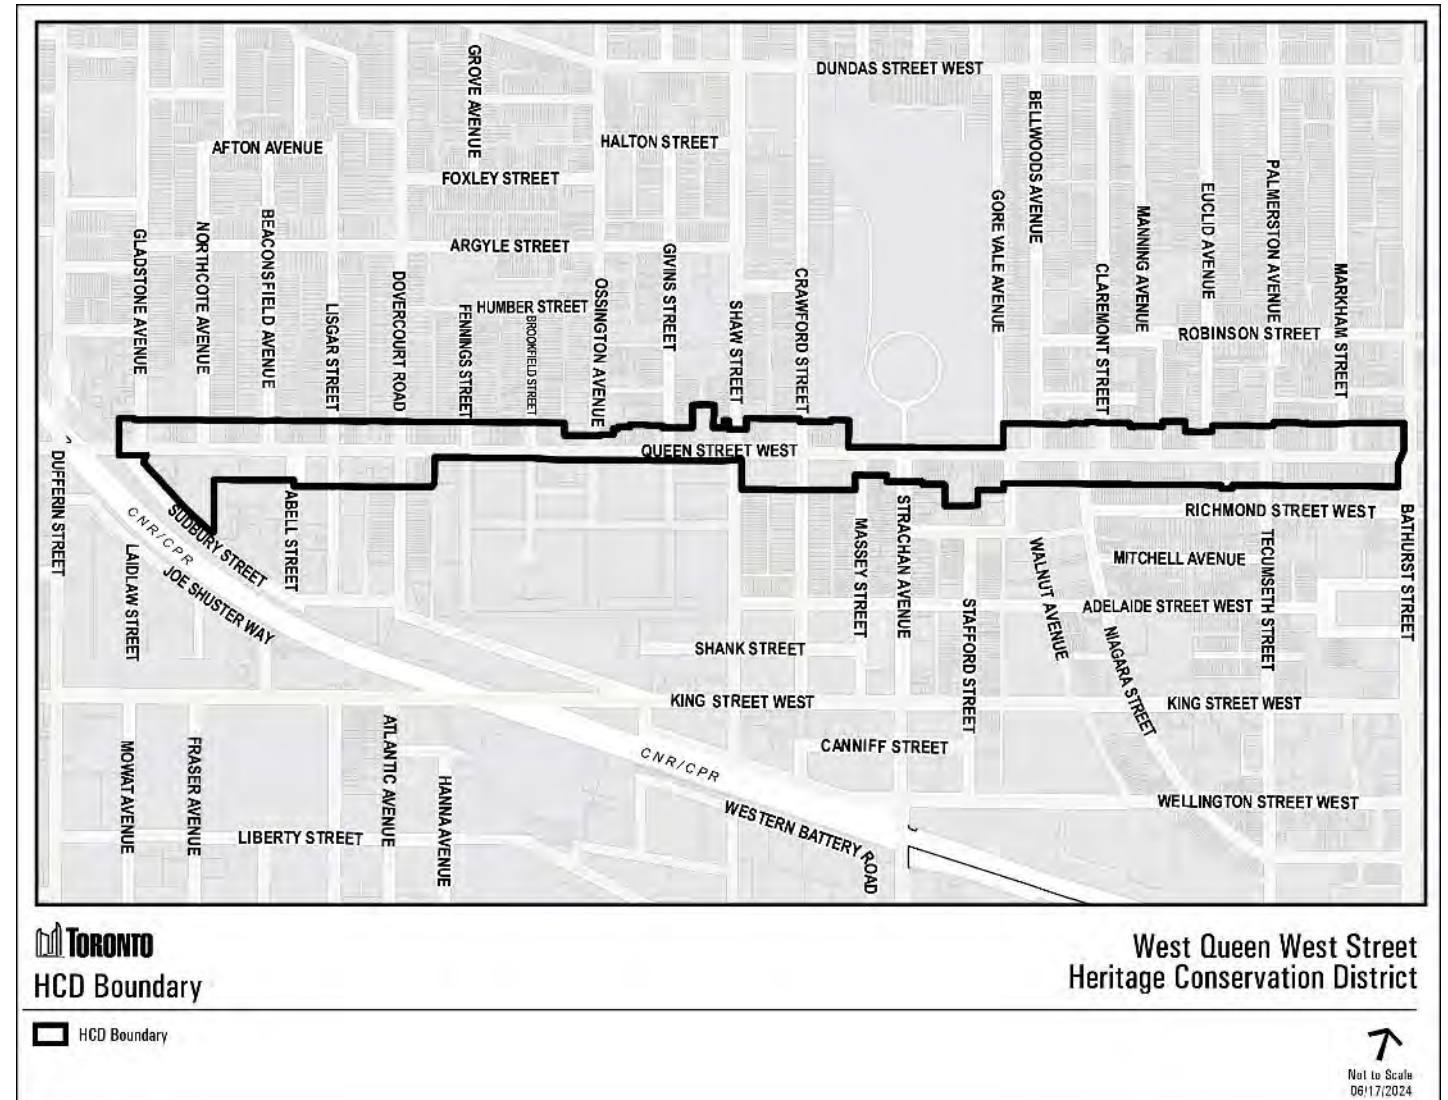 DUNDAS STREET WEST
GROVE AVENUE
BELLWOODS AVENUE
AFTON AVENUE
HALTON STREET
FOXLEY STREET
PALMERSTON AVENUE
EUCLID AVENUE
GORE VALE AVENUE
MANNING AVENUE
BEACONSFIELD AVENUE
NORTHCOTE AVENUE
GLADSTONE AVENUE
ARGYLE STREET
GIVINS STREET
CLAREMONT STREET
MARKHAM STREET
CRAWFORD STREET
DOVERCOURT ROAD
OSSINGTON AVENUE
HUMBER STREET
LISGAR STREET
FENNINGS STREET
BROOKFIELD STREET
SHAW STREET
ROBINSON STREET
QUEEN STREET WEST
DUFFERIN STREET
CNR/CPR
SUDBURY STREET
ABELL STREET
STRACHAN AVENUE
MASSEY STREET
RICHMOND STREET WEST
BATHURST STREET
LAIDLAW STREET
JOE SHUSTER WAY
WALNUT AVENUE
MITCHELL AVENUE
TECUMSETH STREET
ADELAIDE STREET WEST
STAFFORD STREET
NIAGARA STREET
SHANK STREET
KING STREET WEST
KING STREET WEST
MOWAT AVENUE
FRASER AVENUE
ATLANTIC AVENUE
CANNIFF STREET
CNR/CPR
HANNA AVENUE
WELLINGTON STREET WEST
WESTERN BATTERY ROAD
LIBERTY STREET
TORONTO
HCD Boundary
West Queen West Street
Heritage Conservation District
HCD Boundary
Not to Scale
06/17/2024